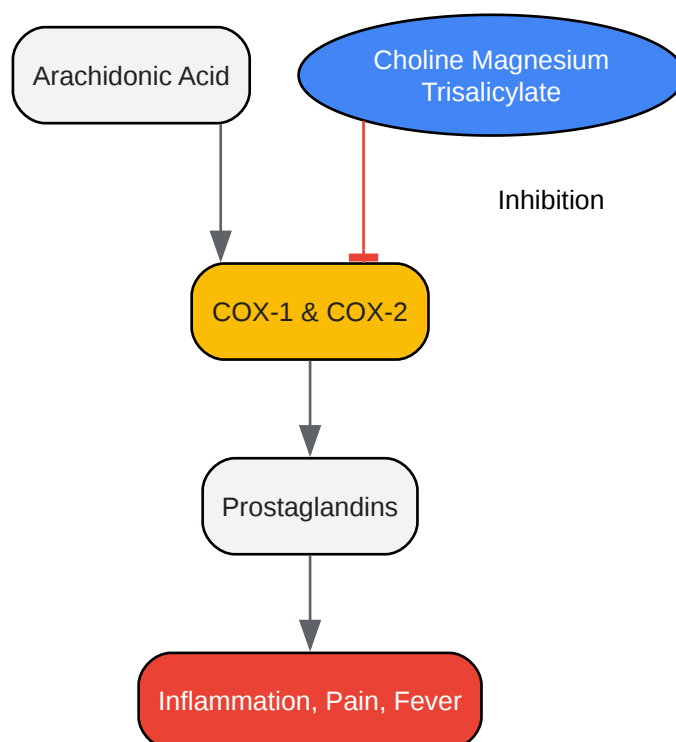 Arachidonic Acid
Choline Magnesium
Trisalicylate
Inhibition
COX-1 & COX-2
Prostaglandins
Inflammation, Pain, Fever